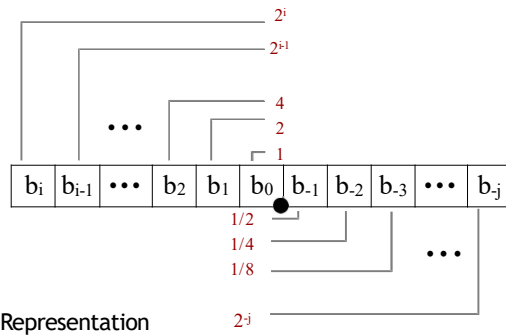 2ⁱ
2ⁱ⁻¹
4
2
1
bᵢ bᵢ₋₁ ••• b₂ b₁ b₀ b₋₁ b₋₂ b₋₃ ••• b₋ⱼ
1/2
1/4
1/8
Representation 2⁻ʲ